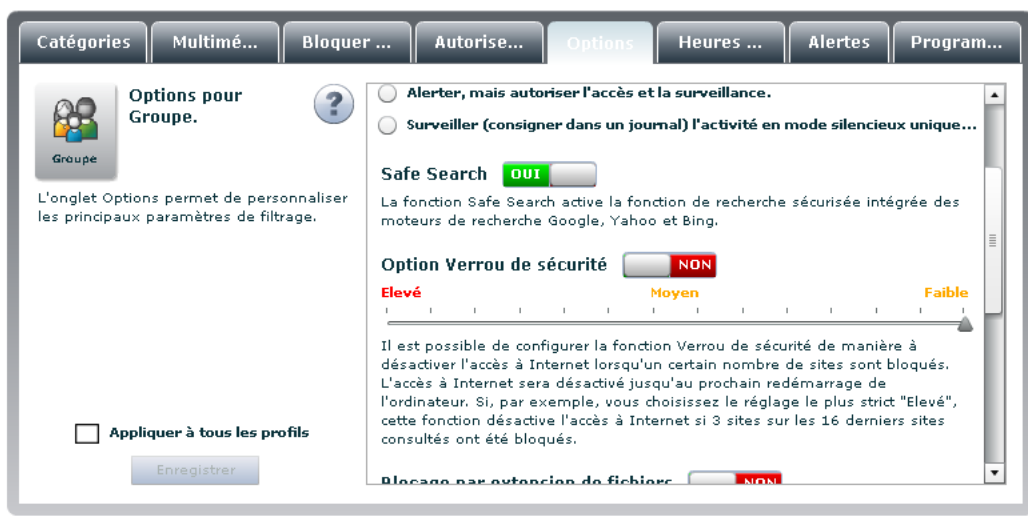 Catégories
Multimé...
Bloquer ...
Autorise...
Options
Heures ...
Alertes
Program...
Options pour
Groupe.
?
Groupe
L'onglet Options permet de personnaliser
les principaux paramètres de filtrage.
Appliquer à tous les profils
Enregistrer
Alerter, mais autoriser l'accès et la surveillance.
Surveiller (consigner dans un journal) l'activité en mode silencieux unique...
Safe Search OUI
La fonction Safe Search active la fonction de recherche sécurisée intégrée des
moteurs de recherche Google, Yahoo et Bing.
Option Verrou de sécurité NON
Elevé Moyen Faible
Il est possible de configurer la fonction Verrou de sécurité de manière à
désactiver l'accès à Internet lorsqu'un certain nombre de sites sont bloqués.
L'accès à Internet sera désactivé jusqu'au prochain redémarrage de
l'ordinateur. Si, par exemple, vous choisissez le réglage le plus strict "Elevé",
cette fonction désactive l'accès à Internet si 3 sites sur les 16 derniers sites
consultés ont été bloqués.
Blocage par extension de fichiers NON